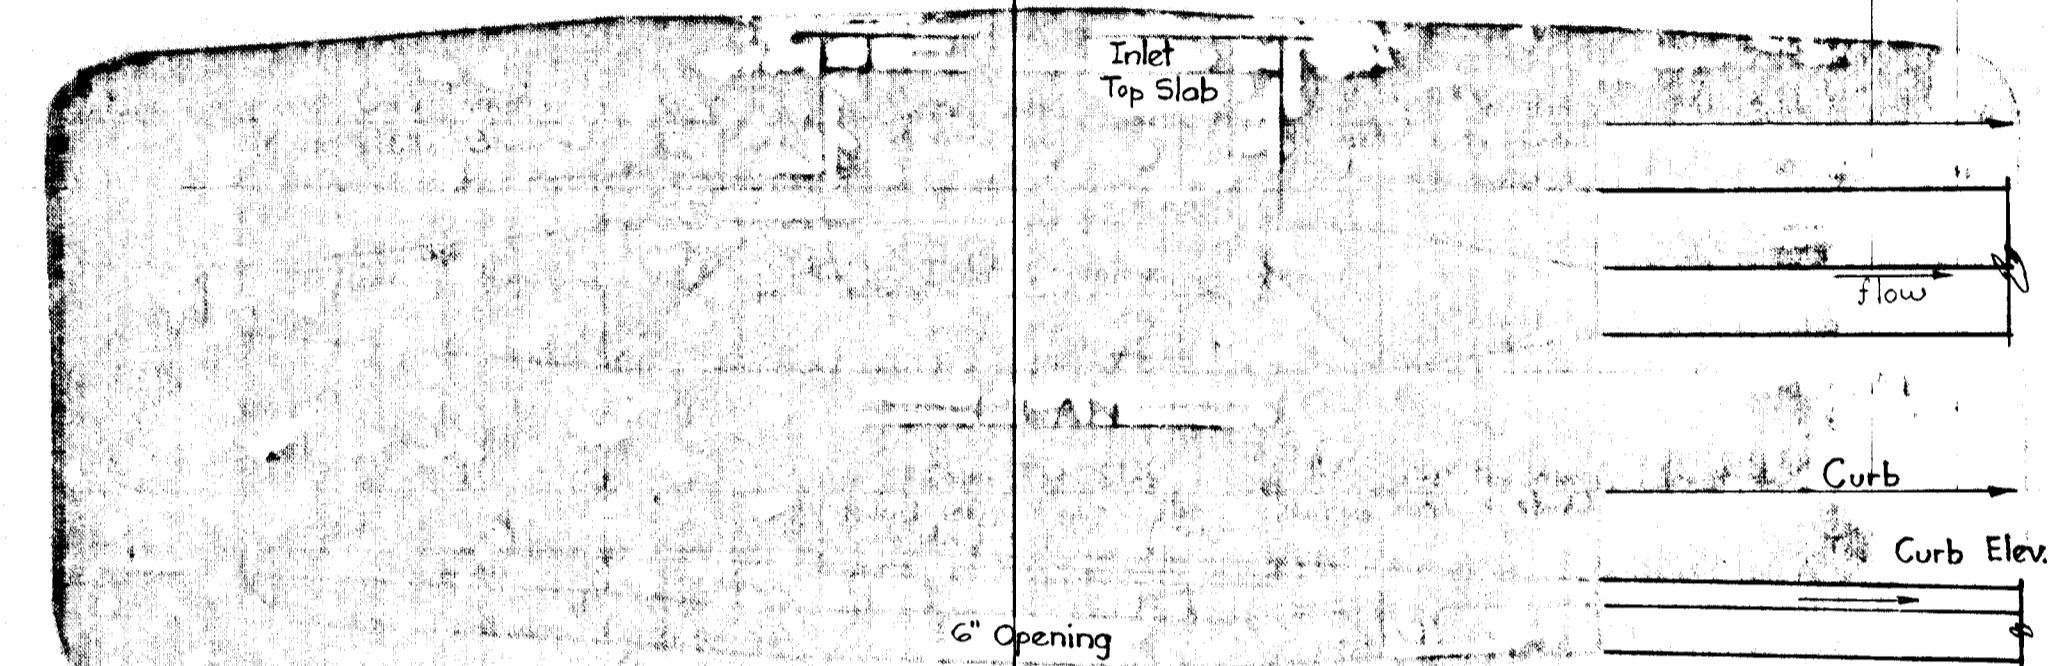 Inlet
Top Slab
flow
Curb
Curb Elev.
6" Opening